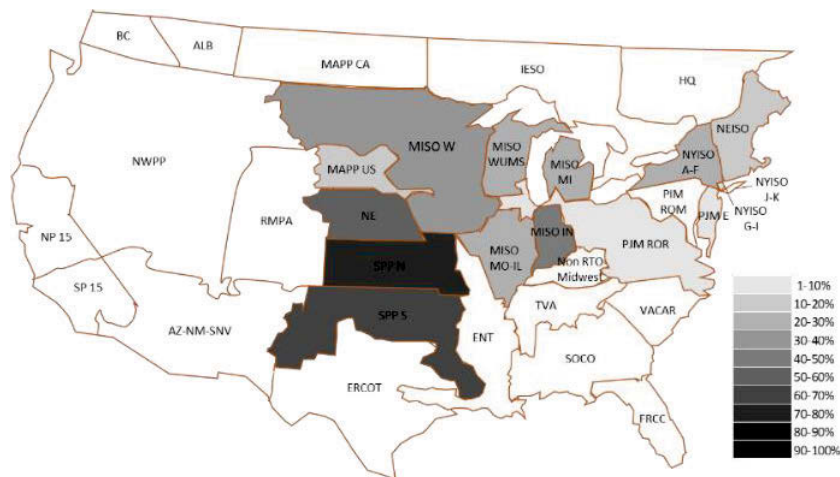 BC
ALB
MAPP CA
IESO
HQ
NWPP
MISO W
MISO
WUMS
MISO
MI
NEISO
NYISO
A-F
MAPP US
NYISO
J-K
NYISO
G-I
PJM
ROM
PJM E
RMPA
NE
MISO IN
PJM ROR
NP 15
MISO
MO-IL
Non RTO
Midwest
SPP N
SP 15
TVA
VACAR
AZ-NM-SNV
SPP S
ENT
SOCO
ERCOT
FRCC
1-10%
10-20%
20-30%
30-40%
40-50%
50-60%
60-70%
70-80%
80-90%
90-100%